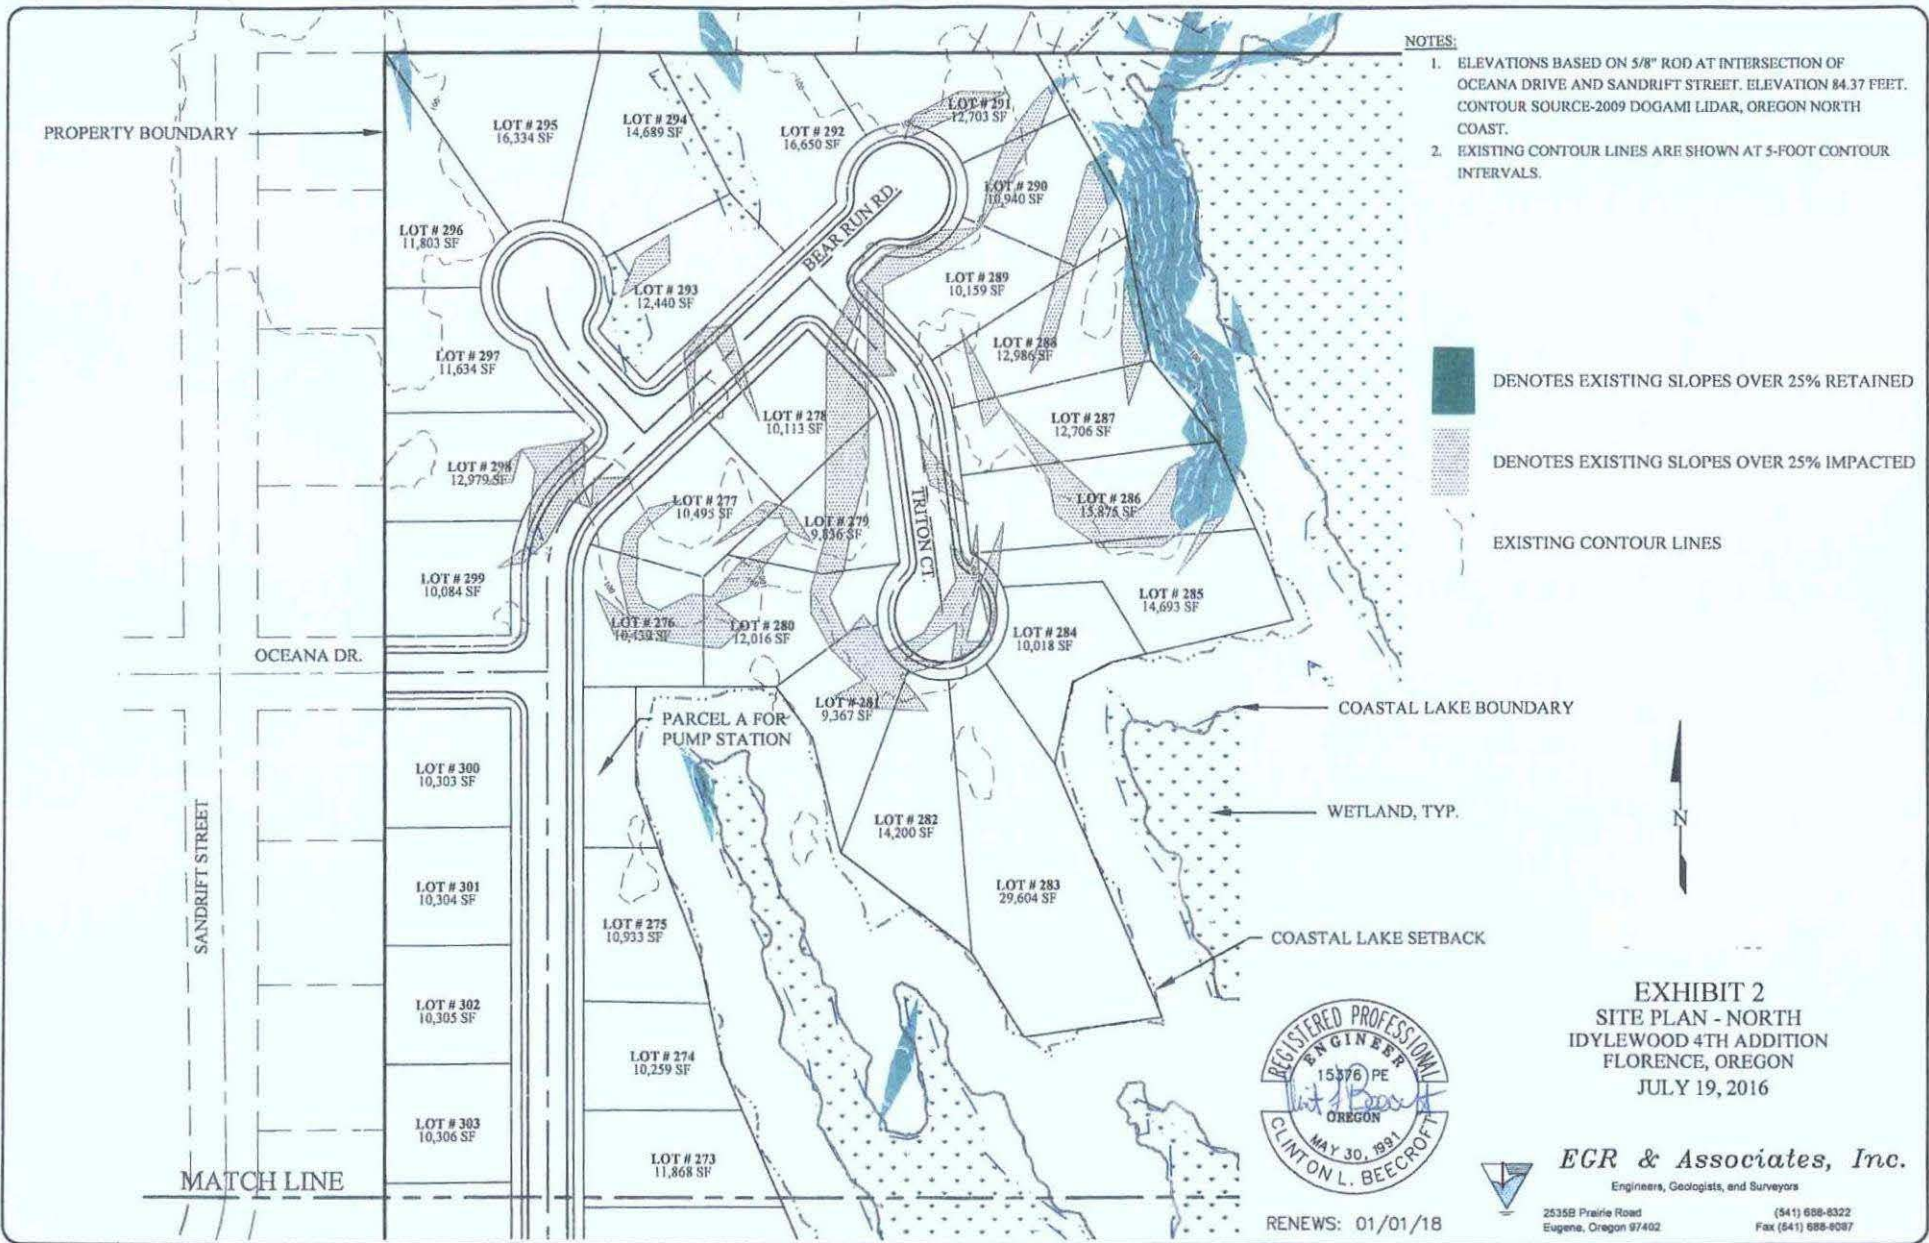 NOTES:
1. ELEVATIONS BASED ON 5/8" ROD AT INTERSECTION OF
OCEANA DRIVE AND SANDRIFT STREET. ELEVATION 84.37 FEET.
CONTOUR SOURCE-2009 DOGAMI LIDAR, OREGON NORTH
COAST.
2. EXISTING CONTOUR LINES ARE SHOWN AT 5-FOOT CONTOUR
INTERVALS.
PROPERTY BOUNDARY
LOT # 295
16,334 SF
LOT # 294
14,689 SF
LOT # 292
16,650 SF
LOT # 291
12,703 SF
LOT # 290
10,940 SF
LOT # 296
11,803 SF
BEAR RUN RD.
LOT # 293
12,440 SF
LOT # 289
10,159 SF
LOT # 297
11,634 SF
LOT # 288
12,986 SF
LOT # 278
10,113 SF
LOT # 287
12,706 SF
LOT # 298
12,979 SF
LOT # 277
10,495 SF
LOT # 279
9,836 SF
TRITON CT.
LOT # 286
15,875 SF
LOT # 299
10,084 SF
LOT # 276
LOT # 280
12,016 SF
LOT # 285
14,693 SF
LOT # 284
10,018 SF
OCEANA DR.
LOT # 281
9,367 SF
PARCEL A FOR
PUMP STATION
LOT # 300
10,303 SF
LOT # 282
14,200 SF
LOT # 301
10,304 SF
LOT # 283
29,604 SF
LOT # 275
10,933 SF
LOT # 302
10,305 SF
LOT # 274
10,259 SF
LOT # 303
10,306 SF
LOT # 273
11,868 SF
SANDRIFT STREET
MATCH LINE
100
100
100
100
DENOTES EXISTING SLOPES OVER 25% RETAINED
DENOTES EXISTING SLOPES OVER 25% IMPACTED
EXISTING CONTOUR LINES
COASTAL LAKE BOUNDARY
WETLAND, TYP.
COASTAL LAKE SETBACK
N
EXHIBIT 2
SITE PLAN - NORTH
IDYLEWOOD 4TH ADDITION
FLORENCE, OREGON
JULY 19, 2016
REGISTERED PROFESSIONAL
ENGINEER
15376 PE
OREGON
MAY 30, 1991
CLINTON L. BEECROFT
RENEWS: 01/01/18
EGR & Associates, Inc.
Engineers, Geologists, and Surveyors
2535B Prairie Road
Eugene, Oregon 97402
(541) 688-8322
Fax (541) 688-8087